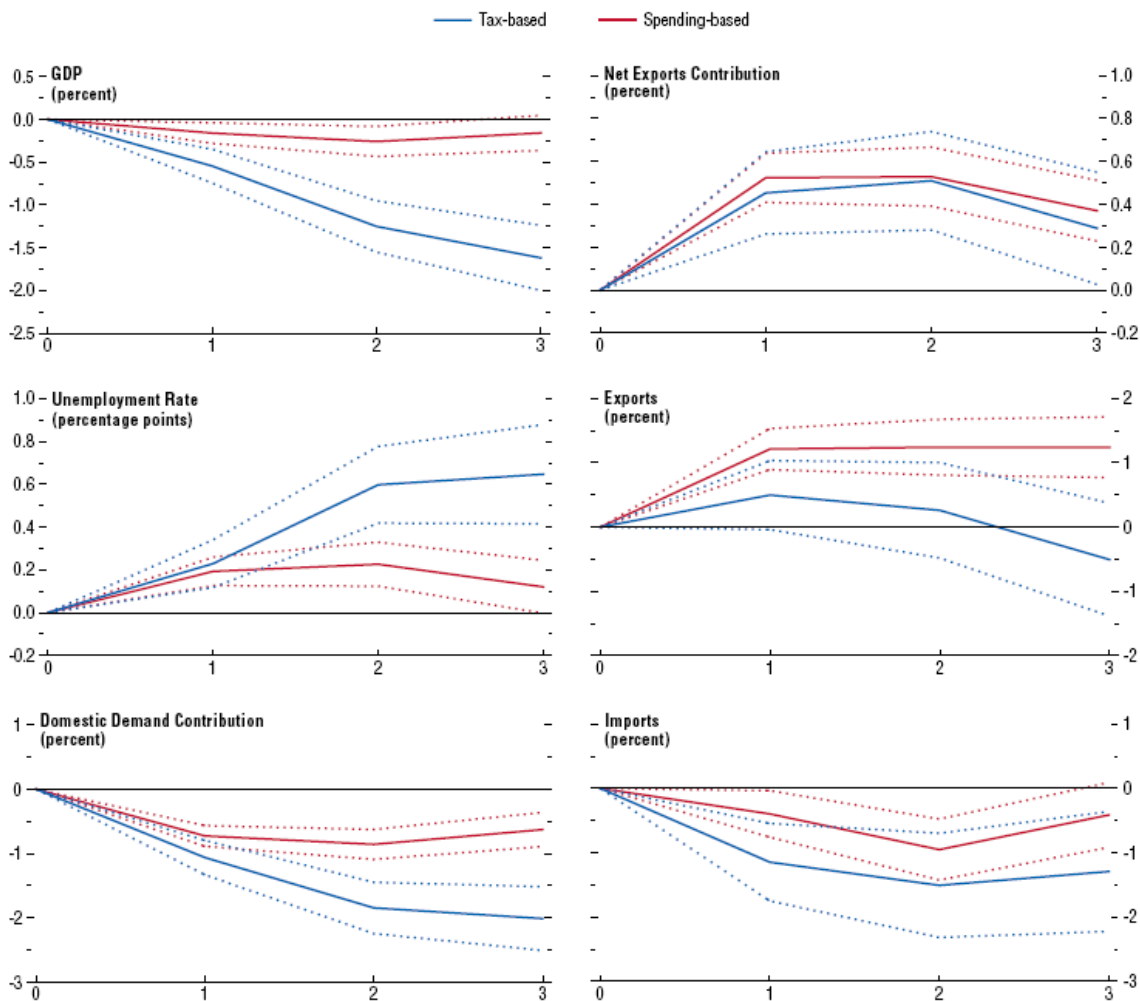 Tax-based
Spending-based
GDP
(percent)
0.5
0.0
-0.5
-1.0
-1.5
-2.0
-2.5
0 1 2 3
Net Exports Contribution
(percent)
1.0
0.8
0.6
0.4
0.2
0.0
-0.2
0 1 2 3
Unemployment Rate
(percentage points)
1.0
0.8
0.6
0.4
0.2
0.0
-0.2
0 1 2 3
Exports
(percent)
2
1
0
-1
-2
0 1 2 3
Domestic Demand Contribution
(percent)
1
0
-1
-2
-3
0 1 2 3
Imports
(percent)
1
0
-1
-2
-3
0 1 2 3